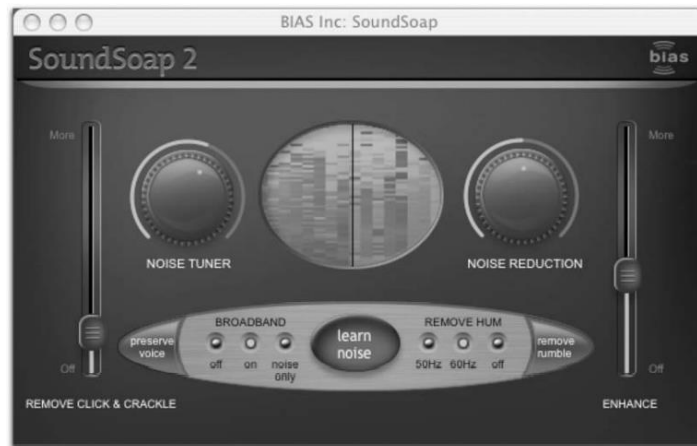 BIAS Inc: SoundSoap
SoundSoap 2
bias
More
More
NOISE TUNER
NOISE REDUCTION
BROADBAND
REMOVE HUM
preserve
voice
learn
noise
remove
rumble
off
on
noise
only
50Hz
60Hz
off
Off
Off
REMOVE CLICK & CRACKLE
ENHANCE